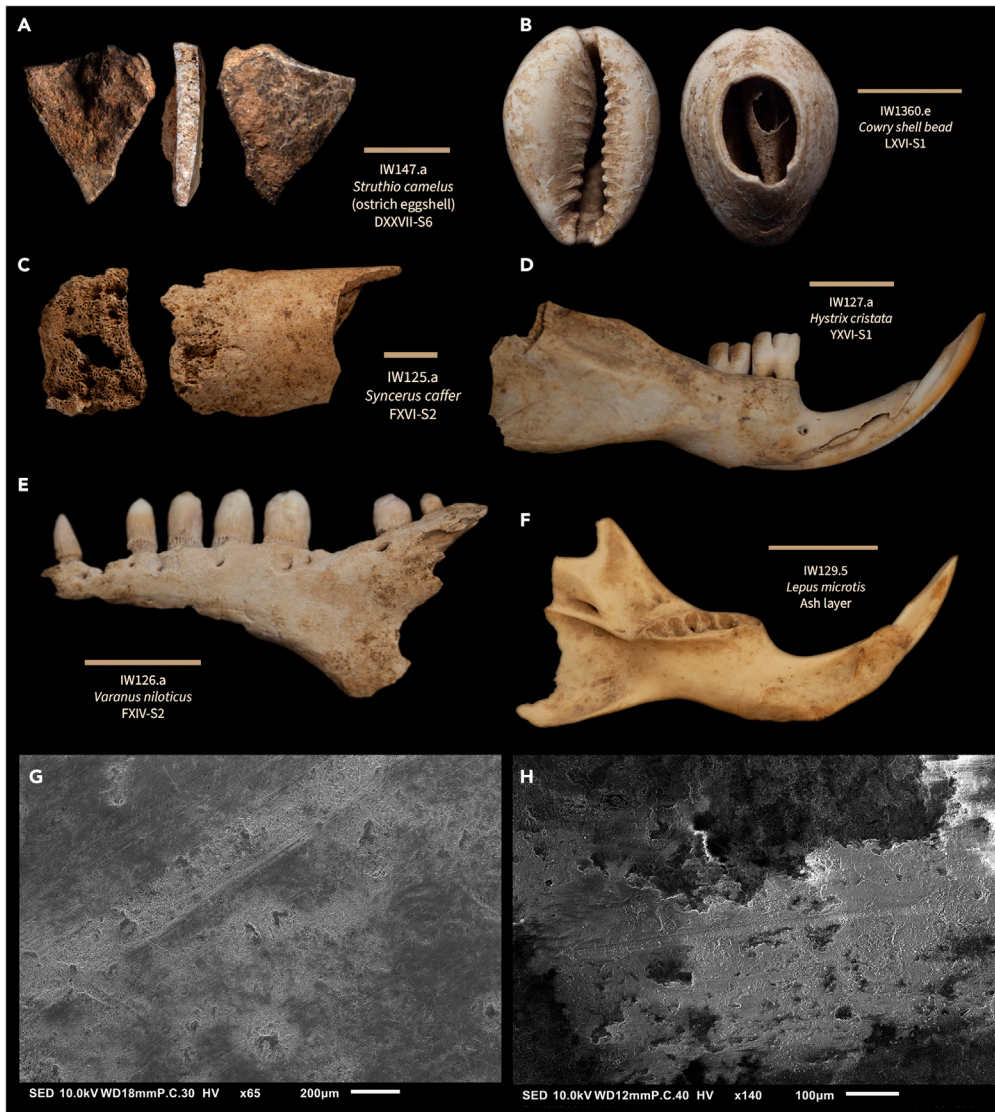 A
IW147.a
Struthio camelus
(ostrich eggshell)
DXXVII-S6
B
IW1360.e
Cowry shell bead
LXVI-S1
C
IW125.a
Syncerus caffer
FXVI-S2
D
IW127.a
Hystrix cristata
YXVI-S1
E
IW126.a
Varanus niloticus
FXIV-S2
F
IW129.5
Lepus microtis
Ash layer
G
SED 10.0kV WD18mmP.C.30 HV x65 200µm
H
SED 10.0kV WD12mmP.C.40 HV x140 100µm